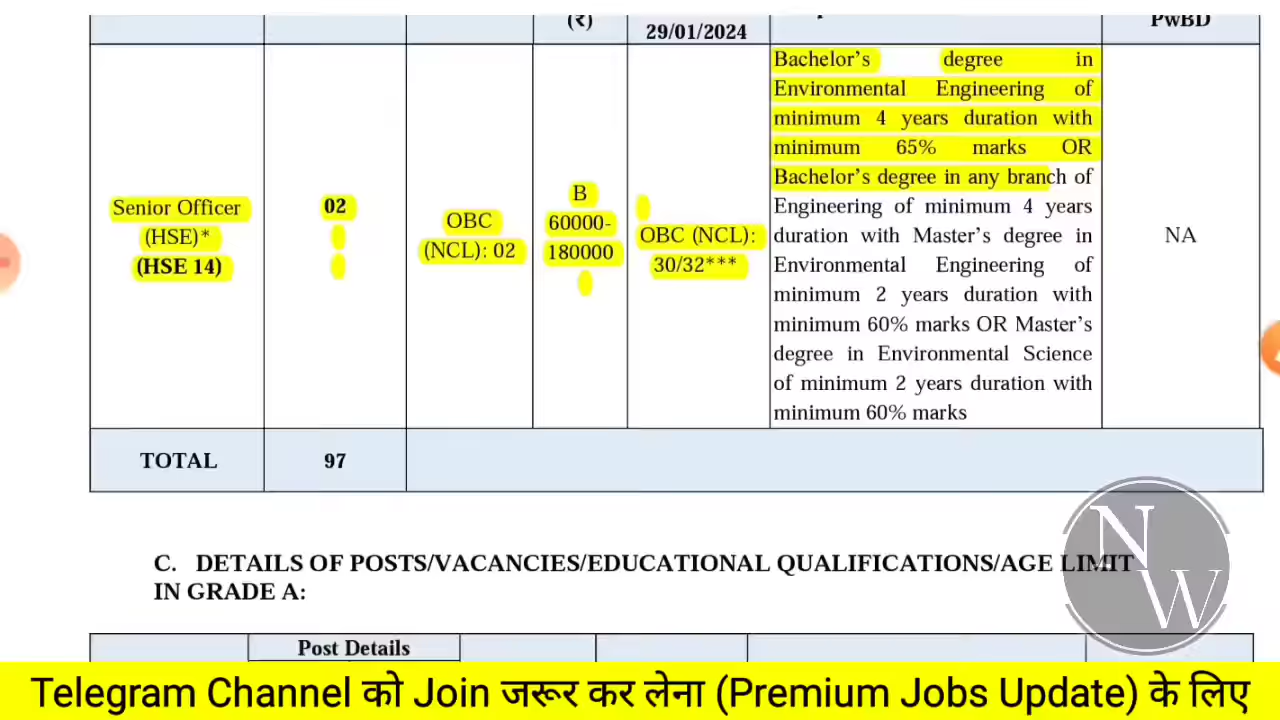 (₹)
29/01/2024
PwBD
Senior Officer
(HSE)*
(HSE 14)
02
OBC
(NCL): 02
B
60000-
180000
OBC (NCL):
30/32***
Bachelor’s degree in
Environmental Engineering of
minimum 4 years duration with
minimum 65% marks OR
Bachelor’s degree in any branch of
Engineering of minimum 4 years
duration with Master’s degree in
Environmental Engineering of
minimum 2 years duration with
minimum 60% marks OR Master’s
degree in Environmental Science
of minimum 2 years duration with
minimum 60% marks
NA
TOTAL
97
C. DETAILS OF POSTS/VACANCIES/EDUCATIONAL QUALIFICATIONS/AGE LIMIT
IN GRADE A:
NW
Post Details
Telegram Channel को Join जरूर कर लेना (Premium Jobs Update) के लिए